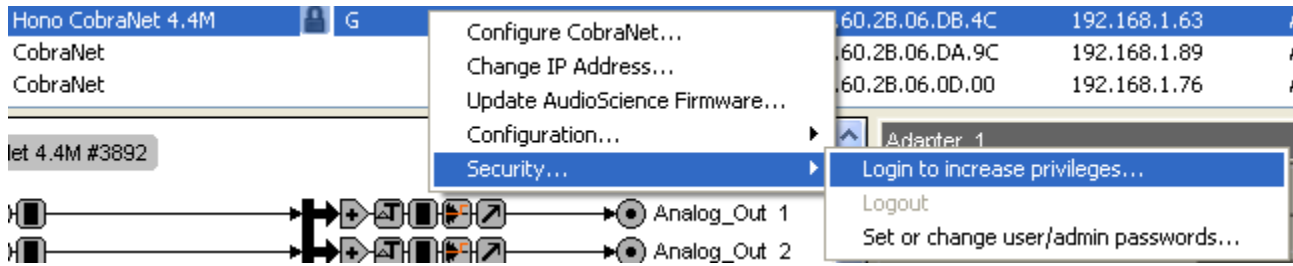 Hono CobraNet 4.4M G .60.2B.06.DB.4C 192.168.1.63
CobraNet .60.2B.06.DA.9C 192.168.1.89
CobraNet .60.2B.06.0D.00 192.168.1.76
Configure CobraNet...
Change IP Address...
Update AudioScience Firmware...
Configuration...
Security...
Login to increase privileges...
Logout
Set or change user/admin passwords...
let 4.4M #3892
Adapter 1
Analog_Out 1
Analog_Out 2